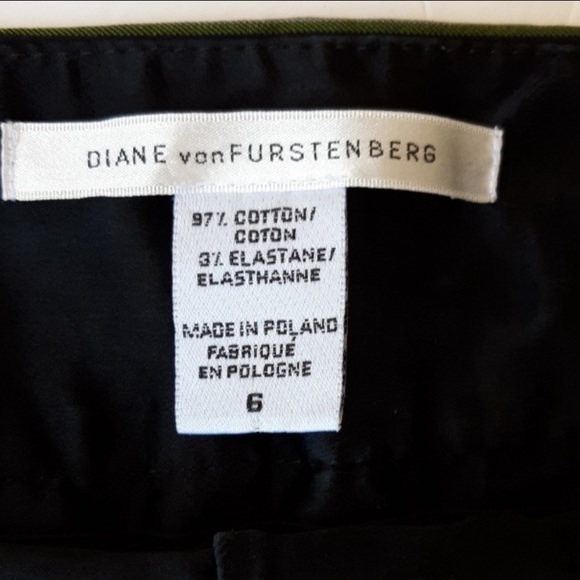 DIANE vonFURSTENBERG
97% COTTON/
COTON
3% ELASTANE/
ELASTHANNE
MADE IN POLAND
FABRIQUÉ
EN POLOGNE
6